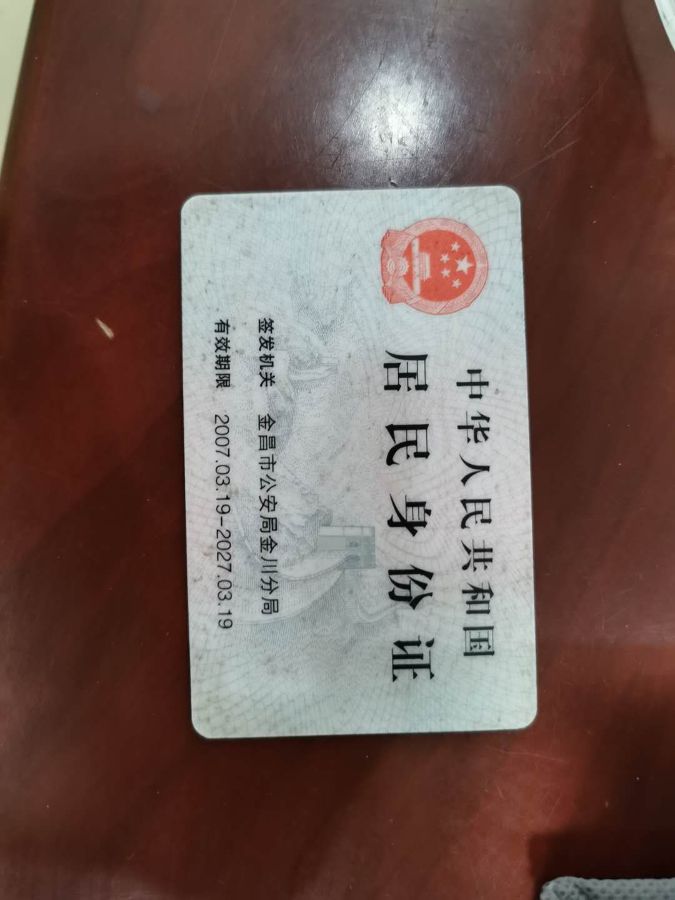 中华人民共和国
居民身份证
签发机关 金昌市公安局金川分局
有效期限 2007.03.19-2027.03.19